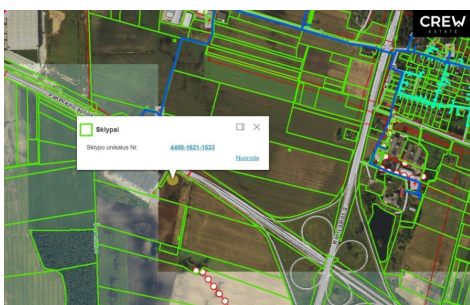 CREW
ESTATE
Sklypai
Sklypo unikalus Nr.
4400-1821-1533
Nuoroda